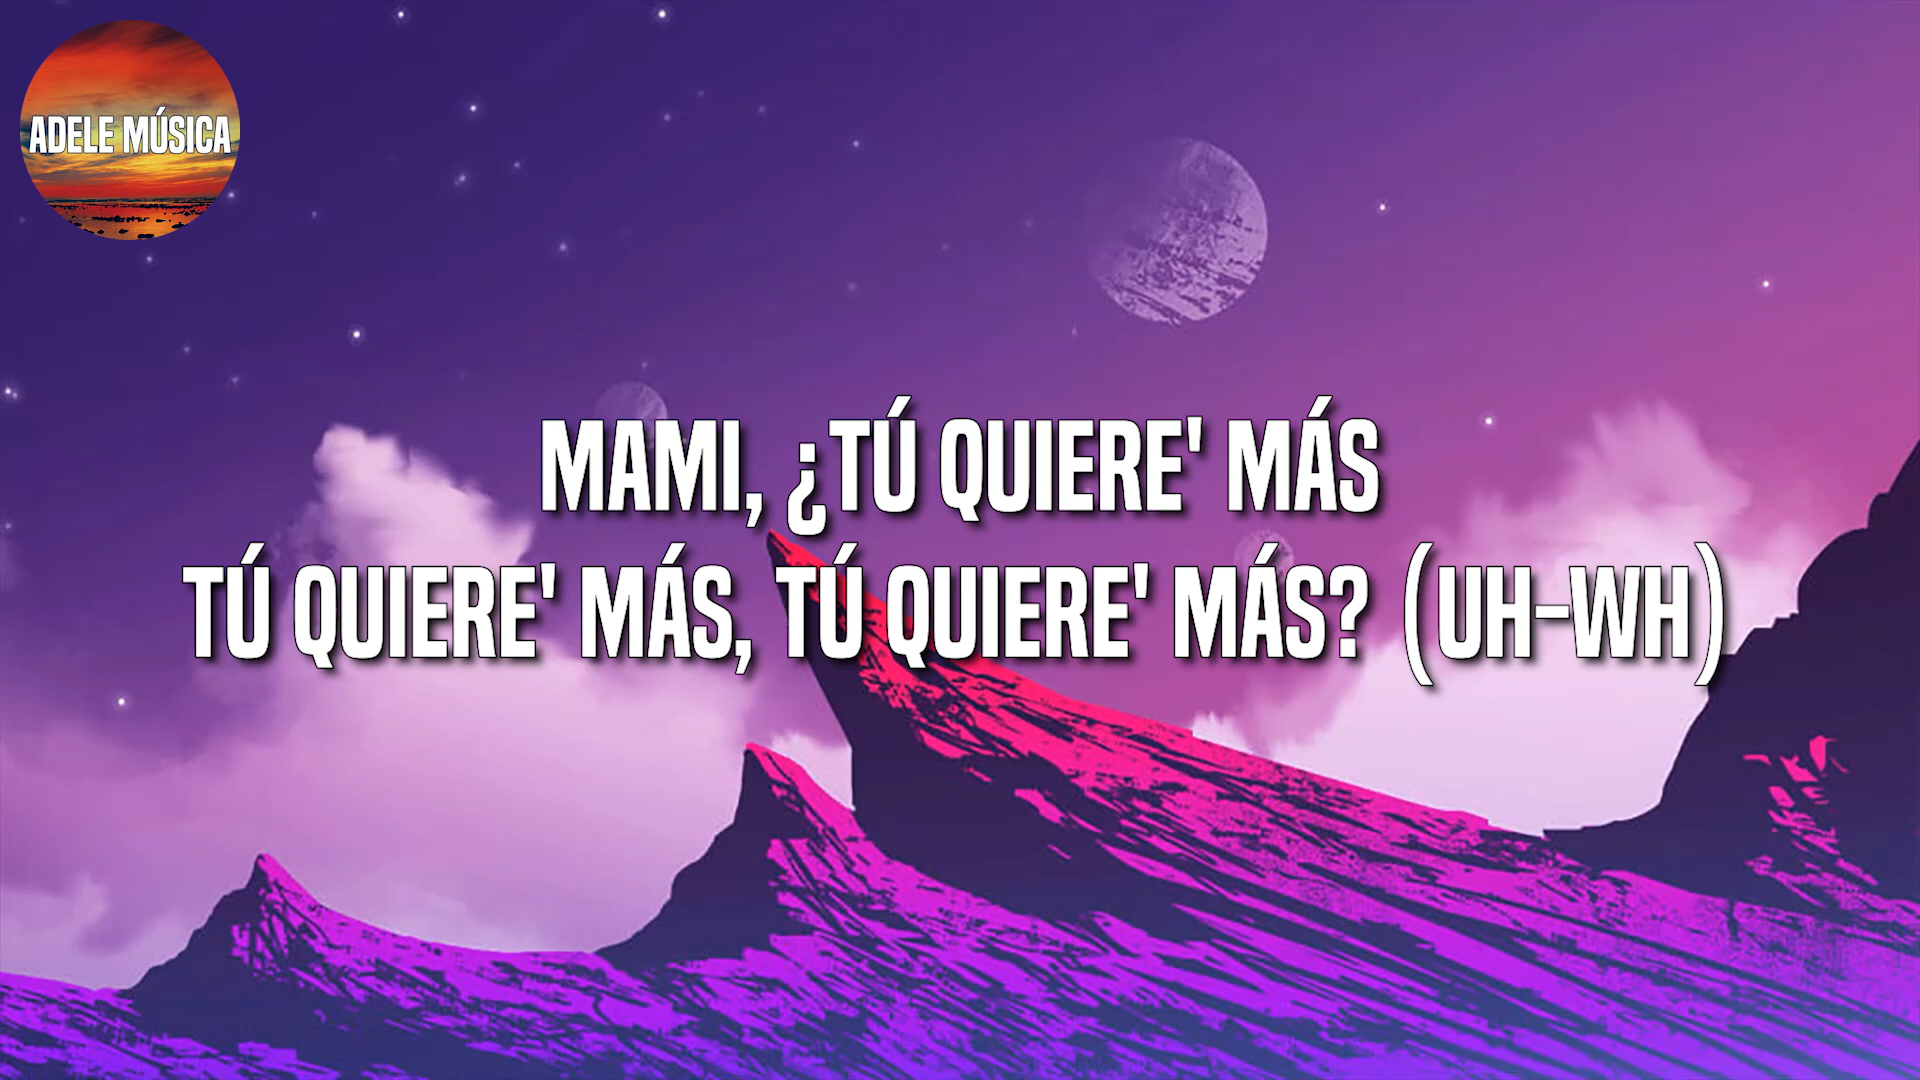 ADELE MÚSICA
MAMI, ¿TÚ QUIERE' MÁS
TÚ QUIERE' MÁS, TÚ QUIERE' MÁS? (UH-WH)